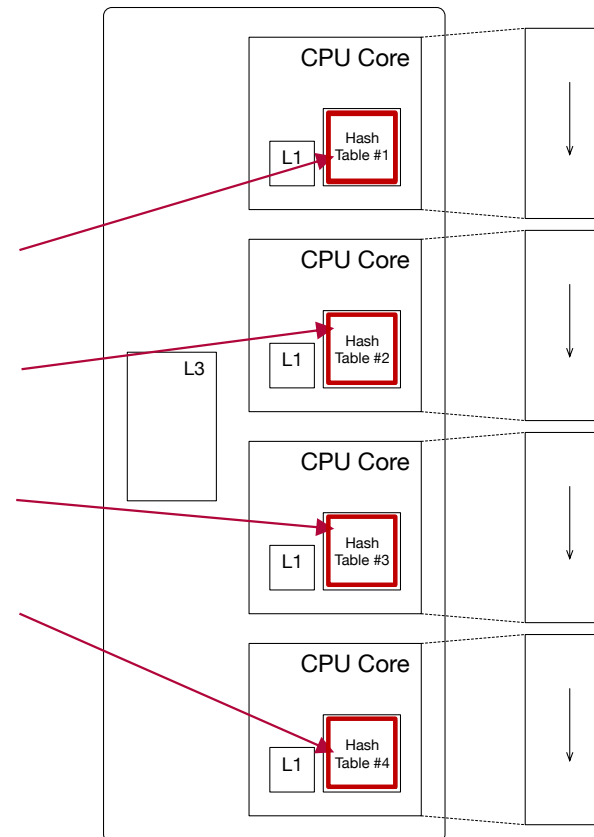 CPU Core
L1
Hash
Table #1
CPU Core
L1
Hash
Table #2
L3
CPU Core
L1
Hash
Table #3
CPU Core
L1
Hash
Table #4